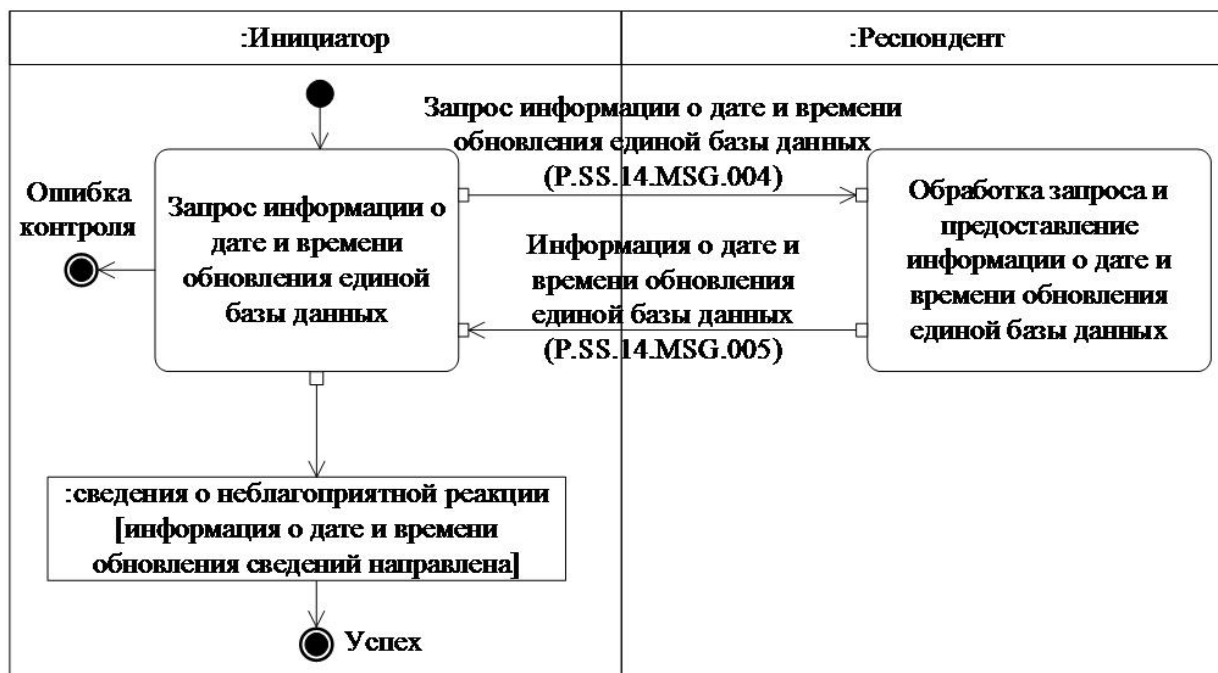 :Инициатор
:Респондент
Запрос информации о дате и времени
обновления единой базы данных
(P.SS.14.MSG.004)
Ошибка
контроля
Запрос информации о
дате и времени
обновления единой
базы данных
Информация о дате и
времени обновления
единой базы данных
(P.SS.14.MSG.005)
Обработка запроса и
предоставление
информации о дате и
времени обновления
единой базы данных
:сведения о неблагоприятной реакции
[информация о дате и времени
обновления сведений направлена]
Успех